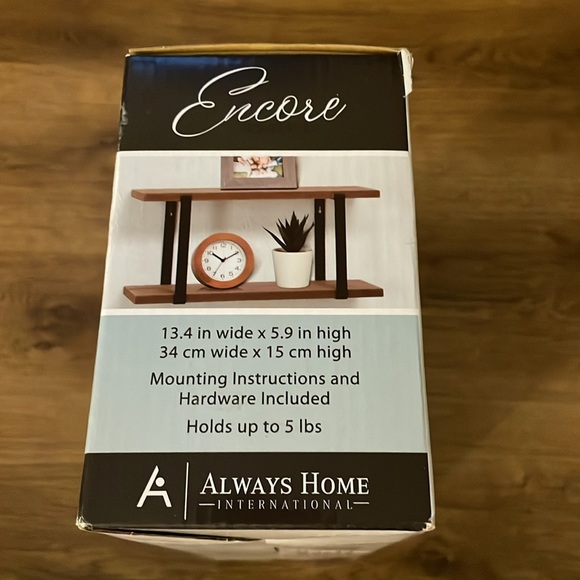 Encore
13.4 in wide x 5.9 in high
34 cm wide x 15 cm high
Mounting Instructions and
Hardware Included
Holds up to 5 lbs
ALWAYS HOME
INTERNATIONAL